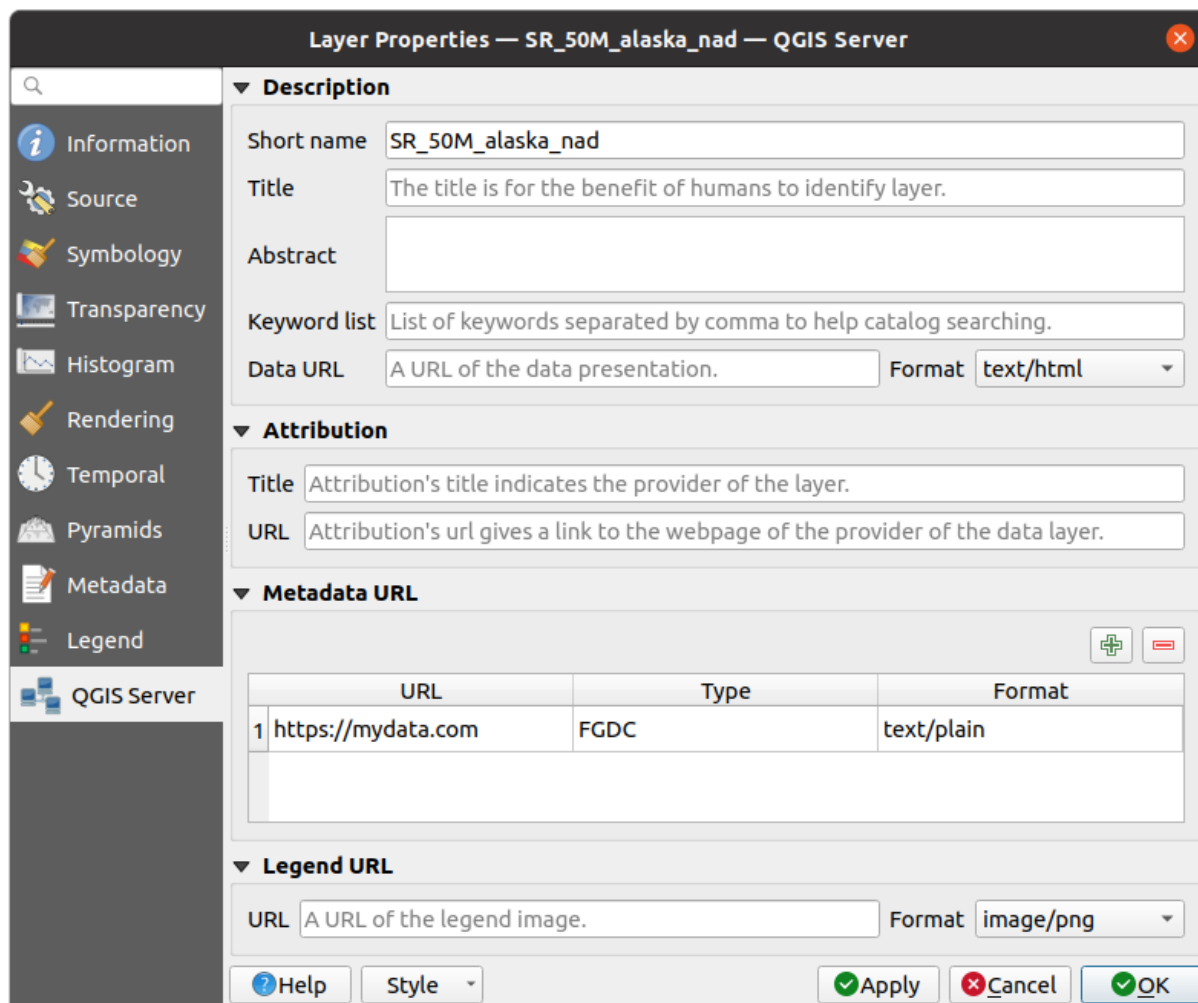 Layer Properties — SR_50M_alaska_nad — QGIS Server
Information
Source
Symbology
Transparency
Histogram
Rendering
Temporal
Pyramids
Metadata
Legend
QGIS Server
Description
Short name SR_50M_alaska_nad
Title The title is for the benefit of humans to identify layer.
Abstract
Keyword list List of keywords separated by comma to help catalog searching.
Data URL A URL of the data presentation. Format text/html
Attribution
Title Attribution's title indicates the provider of the layer.
URL Attribution's url gives a link to the webpage of the provider of the data layer.
Metadata URL
URL Type Format
1 https://mydata.com FGDC text/plain
Legend URL
URL A URL of the legend image. Format image/png
Help Style Apply Cancel OK